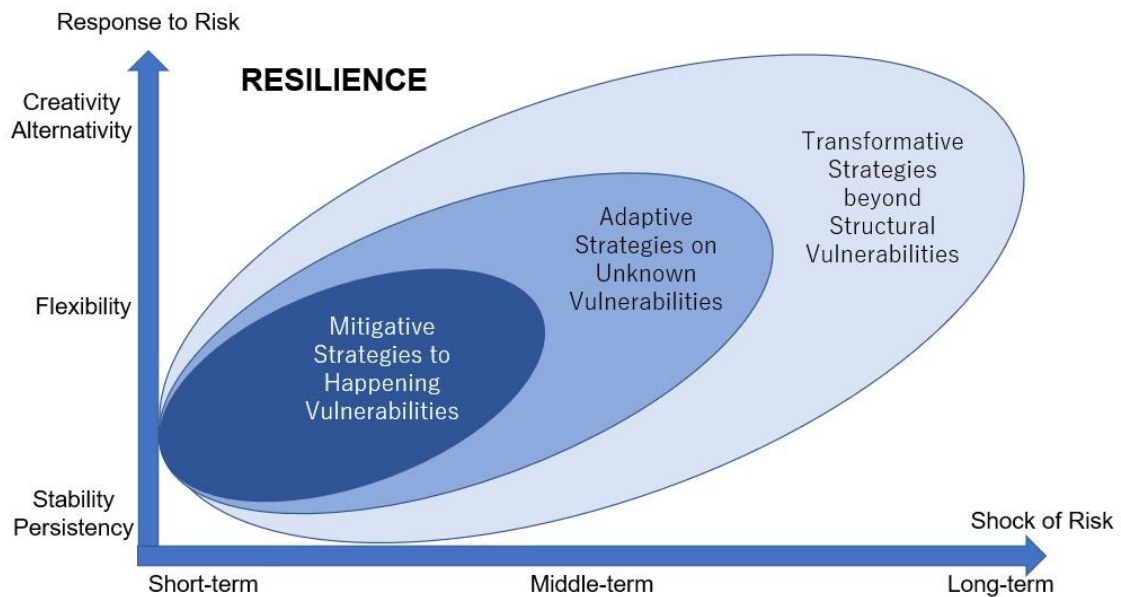 Response to Risk
RESILIENCE
Creativity
Alternativity
Transformative
Strategies
beyond
Structural
Vulnerabilities
Adaptive
Strategies on
Unknown
Vulnerabilities
Flexibility
Mitigative
Strategies to
Happening
Vulnerabilities
Stability
Persistency
Shock of Risk
Short-term
Middle-term
Long-term